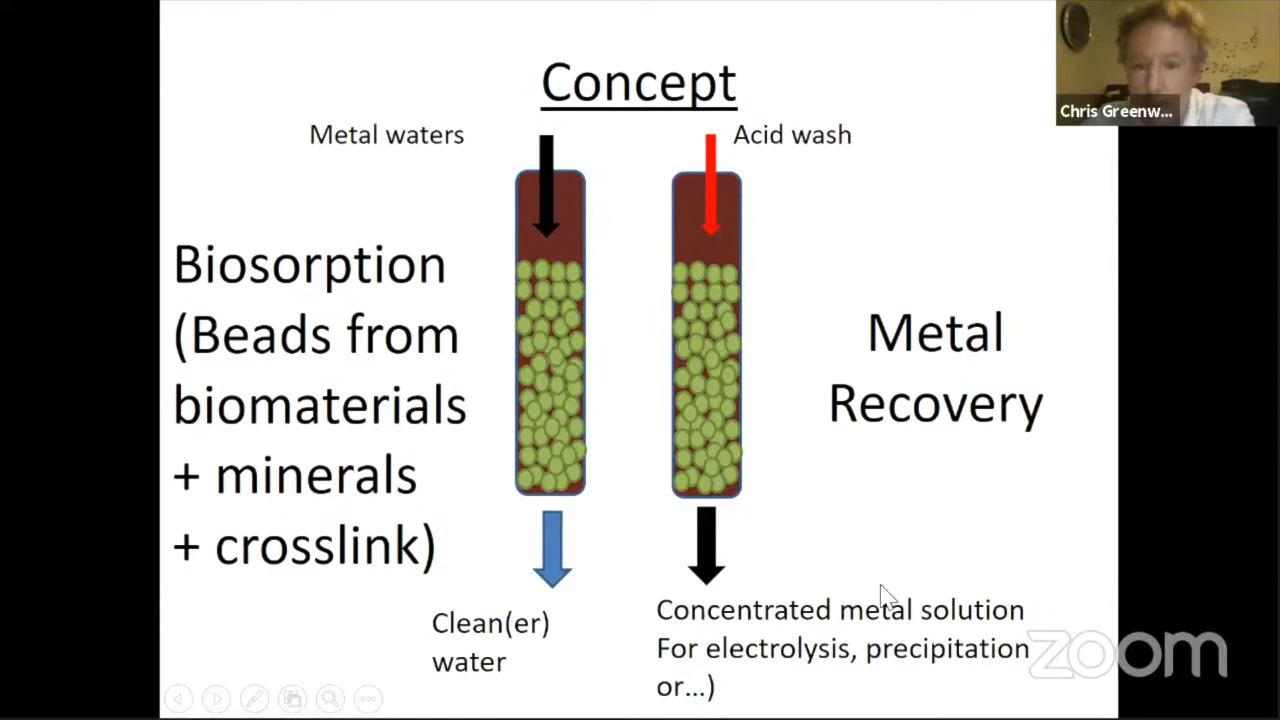 Concept
Metal waters
Acid wash
Chris Greenw...
Biosorption
(Beads from
biomaterials
+ minerals
+ crosslink)
Metal
Recovery
Clean(er)
water
Concentrated metal solution
For electrolysis, precipitation
or...)
zoom